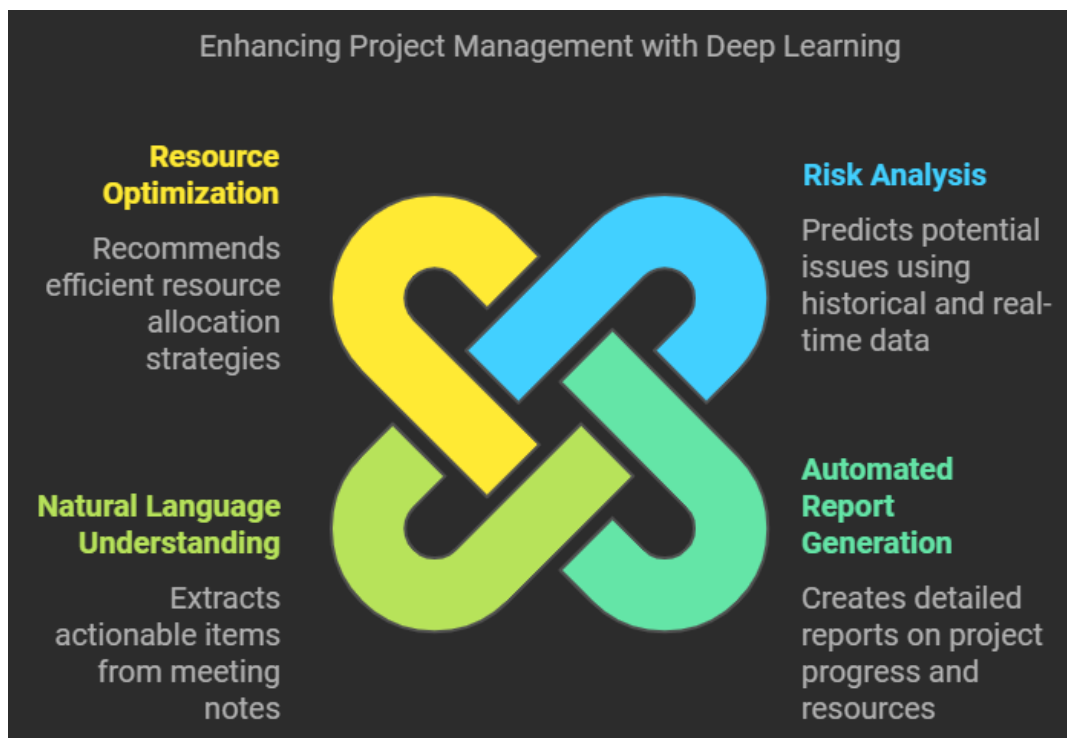 Enhancing Project Management with Deep Learning
Resource
Optimization
Recommends
efficient resource
allocation
strategies
Risk Analysis
Predicts potential
issues using
historical and real-
time data
Natural Language
Understanding
Extracts
actionable items
from meeting
notes
Automated
Report
Generation
Creates detailed
reports on project
progress and
resources